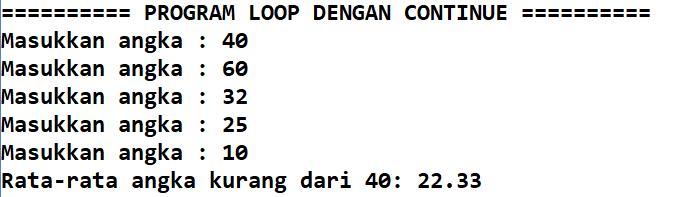 ========== PROGRAM LOOP DENGAN CONTINUE ==========
Masukkan angka : 40
Masukkan angka : 60
Masukkan angka : 32
Masukkan angka : 25
Masukkan angka : 10
Rata-rata angka kurang dari 40: 22.33